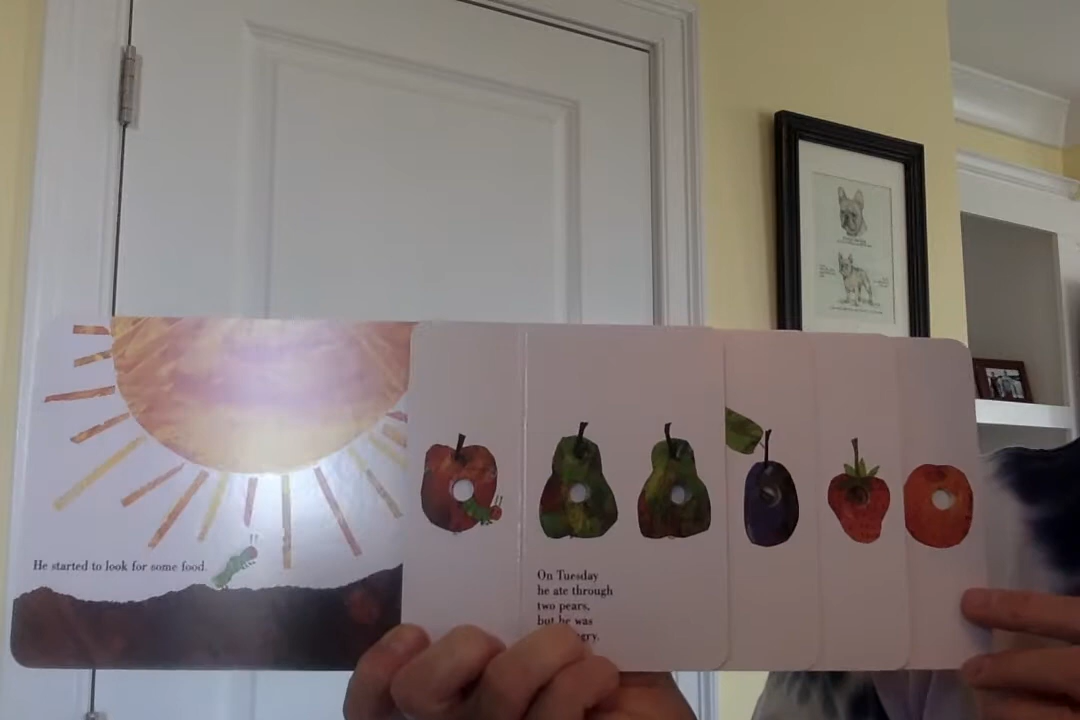 He started to look for some food.
On Tuesday
he ate through
two pears,
but he was